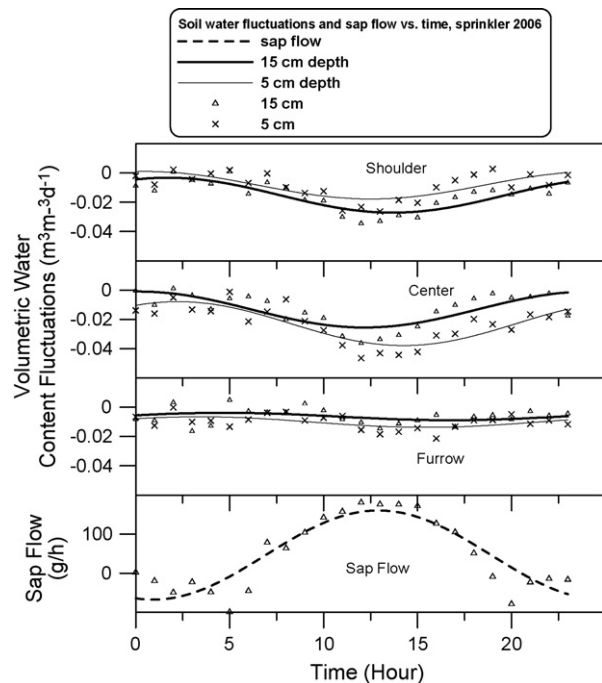 Soil water fluctuations and sap flow vs. time, sprinkler 2006
sap flow
15 cm depth
5 cm depth
15 cm
5 cm
Volumetric Water
Content Fluctuations (m³m-³d-¹)
0
-0.02
-0.04
Shoulder
0
-0.02
-0.04
Center
0
-0.02
-0.04
Furrow
Sap Flow
(g/h)
100
0
Sap Flow
0 5 10 15 20
Time (Hour)